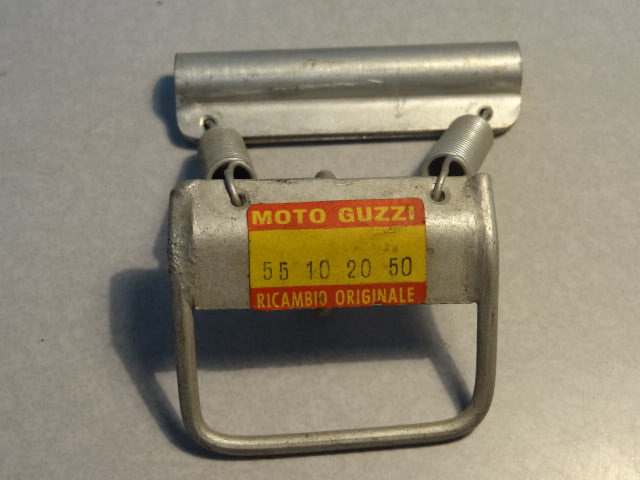 MOTO GUZZI
55 10 20 50
RICAMBIO ORIGINALE